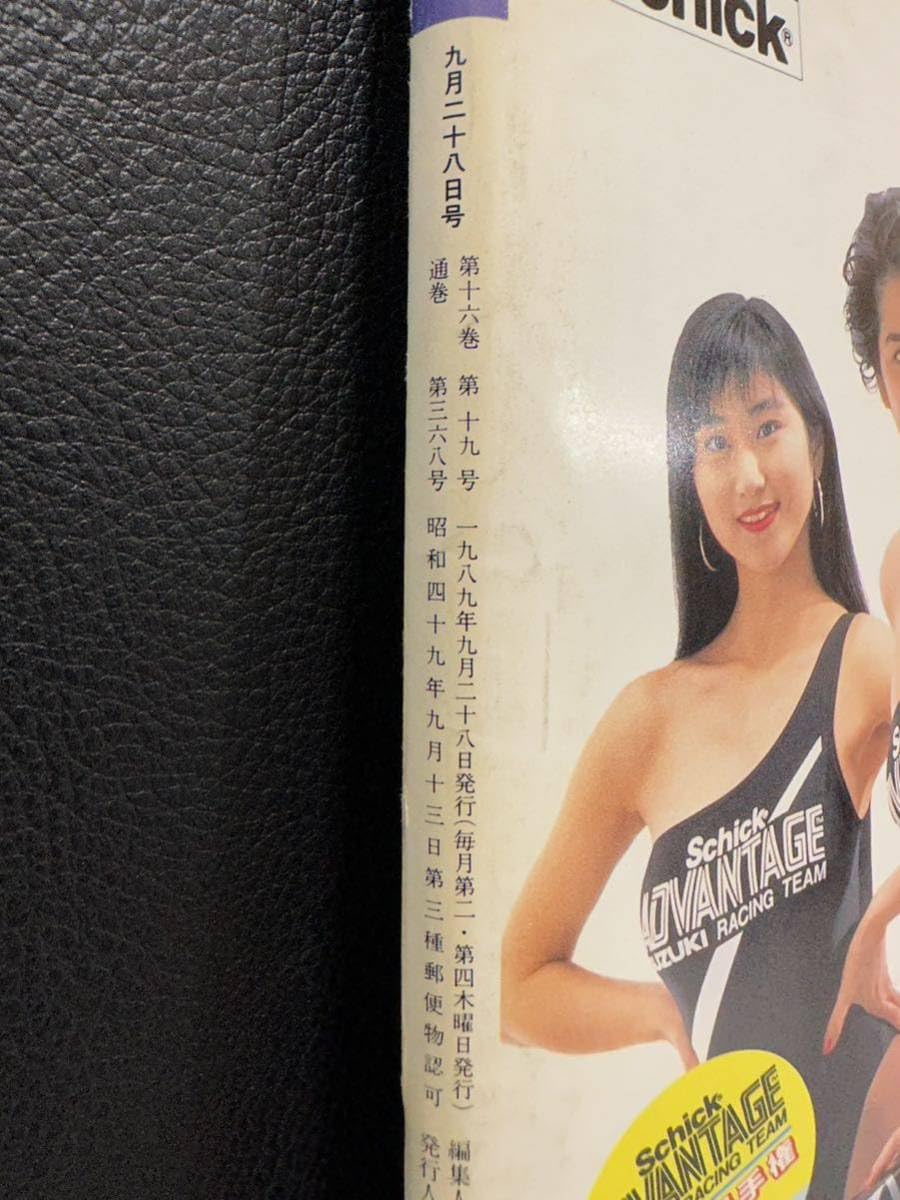 九月二十八日号
第十六巻 第十九号 一九八九年九月二十八日発行(毎月第二・第四木曜日発行) 編集人
通巻 第三六八号 昭和四十九年九月十三日第三種郵便物認可 発行人
Schick®
Schick
ADVANTAGE
SUZUKI RACING TEAM
Schick
ADVANTAGE
RACING TEAM
手権